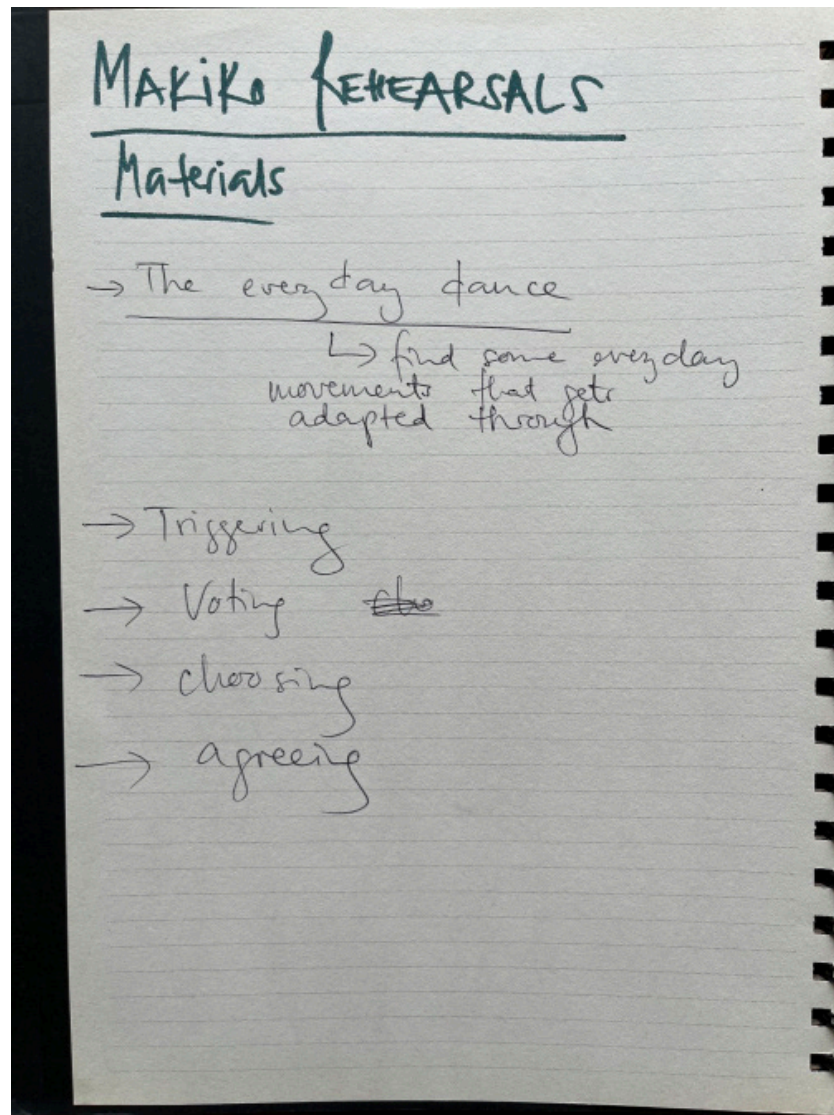 MAKiKo REHEARSALS
Materials
→ The everyday dance
↳ find some everyday
movements that gets
adapted through
→ Triggering
→ Voting
→ choosing
→ agreeing